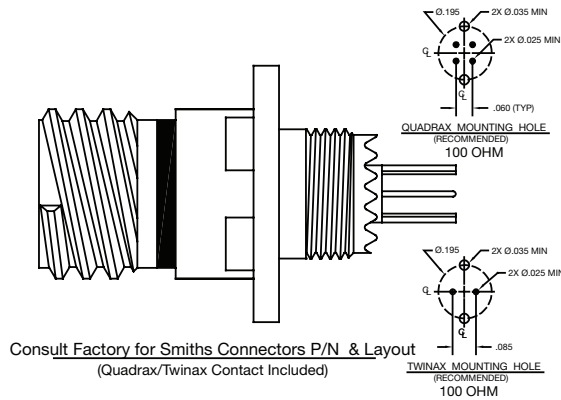 Ø.195
2X Ø.035 MIN
2X Ø.025 MIN
℄
℄
.060 (TYP)
QUADRAX MOUNTING HOLE
(RECOMMENDED)
100 OHM
Ø.195
2X Ø.035 MIN
2X Ø.025 MIN
℄
℄
.085
TWINAX MOUNTING HOLE
(RECOMMENDED)
100 OHM
Consult Factory for Smiths Connectors P/N & Layout
(Quadrax/Twinax Contact Included)